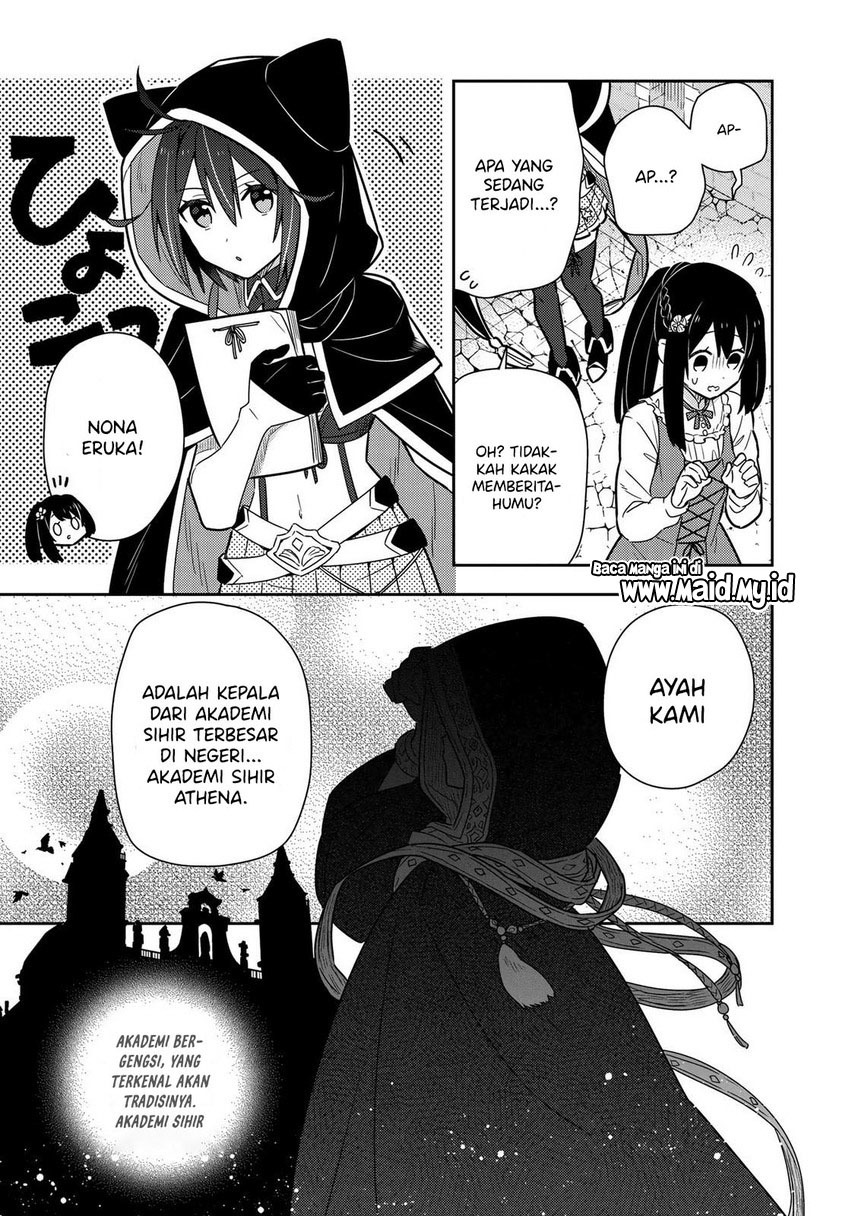 AP-
AP...?
APA YANG
SEDANG
TERJADI...?
OH? TIDAK-
KAH KAKAK
MEMBERITA-
HUMU?
ひょこっ
NONA
ERUKA!
Baca Manga ini di
www.Maid.My.id
AYAH
KAMI
ADALAH KEPALA
DARI AKADEMI
SIHIR TERBESAR
DI NEGERI...
AKADEMI SIHIR
ATHENA.
AKADEMI BER-
GENGSI, YANG
TERKENAL AKAN
TRADISINYA.
AKADEMI SIHIR